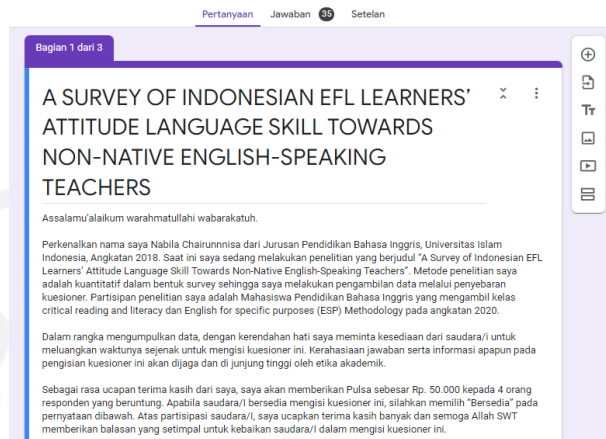 Pertanyaan Jawaban 35 Setelan
Bagian 1 dari 3
A SURVEY OF INDONESIAN EFL LEARNERS'
ATTITUDE LANGUAGE SKILL TOWARDS
NON-NATIVE ENGLISH-SPEAKING
TEACHERS
Assalamu'alaikum warahmatullahi wabarakatuh.
Perkenalkan nama saya Nabila Chairunnnisa dari Jurusan Pendidikan Bahasa Inggris, Universitas Islam
Indonesia, Angkatan 2018. Saat ini saya sedang melakukan penelitian yang berjudul "A Survey of Indonesian EFL
Learners' Attitude Language Skill Towards Non-Native English-Speaking Teachers". Metode penelitian saya
adalah kuantitatif dalam bentuk survey sehingga saya melakukan pengambilan data melalui penyebaran
kuesioner. Partisipan penelitian saya adalah Mahasiswa Pendidikan Bahasa Inggris yang mengambil kelas
critical reading and literacy dan English for specific purposes (ESP) Methodology pada angkatan 2020.
Dalam rangka mengumpulkan data, dengan kerendahan hati saya meminta kesediaan dari saudara/i untuk
meluangkan waktunya sejenak untuk mengisi kuesioner ini. Kerahasiaan jawaban serta informasi apapun pada
pengisian kuesioner ini akan dijaga dan di junjung tinggi oleh etika akademik.
Sebagai rasa ucapan terima kasih dari saya, saya akan memberikan Pulsa sebesar Rp. 50.000 kepada 4 orang
responden yang beruntung. Apabila saudara/I bersedia mengisi kuesioner ini, silahkan memilih "Bersedia" pada
pernyataan dibawah. Atas partisipasi saudara/I, saya ucapkan terima kasih banyak dan semoga Allah SWT
memberikan balasan yang setimpal untuk kebaikan saudara/I dalam mengisi kuesioner ini.